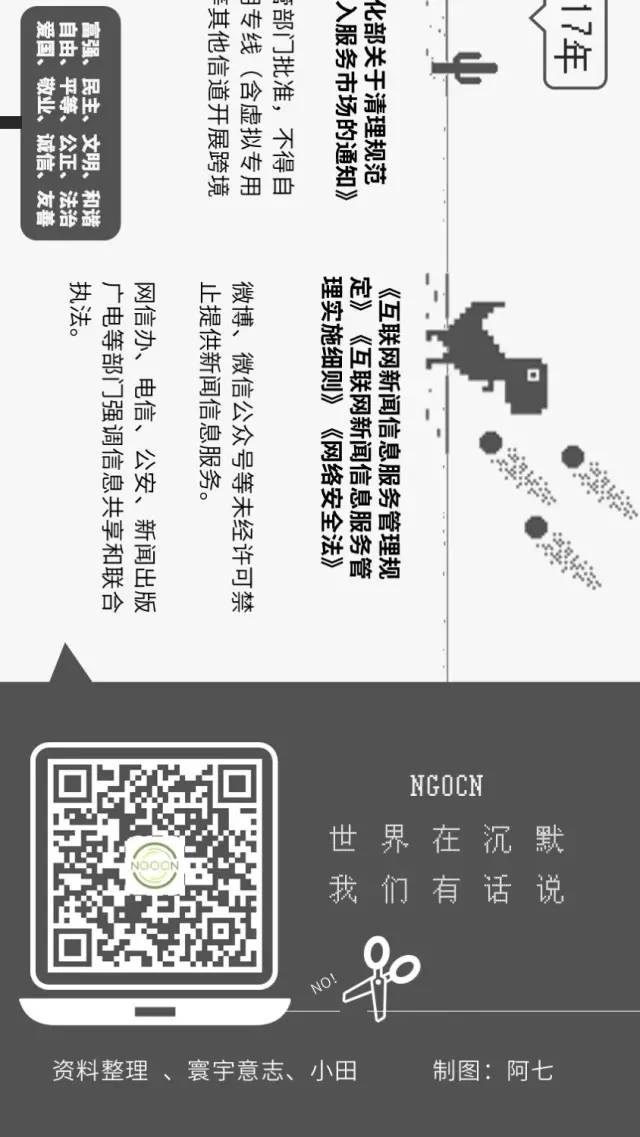 17年
化部关于清理规范
入服务市场的通知》
管部门批准，不得自
用专线（含虚拟专用
等其他信道开展跨境
富强、民主、文明、和谐
自由、平等、公正、法治
爱国、敬业、诚信、友善
《互联网新闻信息服务管理规
定》《互联网新闻信息服务管
理实施细则》《网络安全法》
微博、微信公众号等未经许可禁
止提供新闻信息服务。
网信办、电信、公安、新闻出版
广电等部门强调信息共享和联合
执法。
NGOCN
NGOCN
世界在沉默
我们有话说
NO!
资料整理 、寰宇意志、小田
制图：阿七